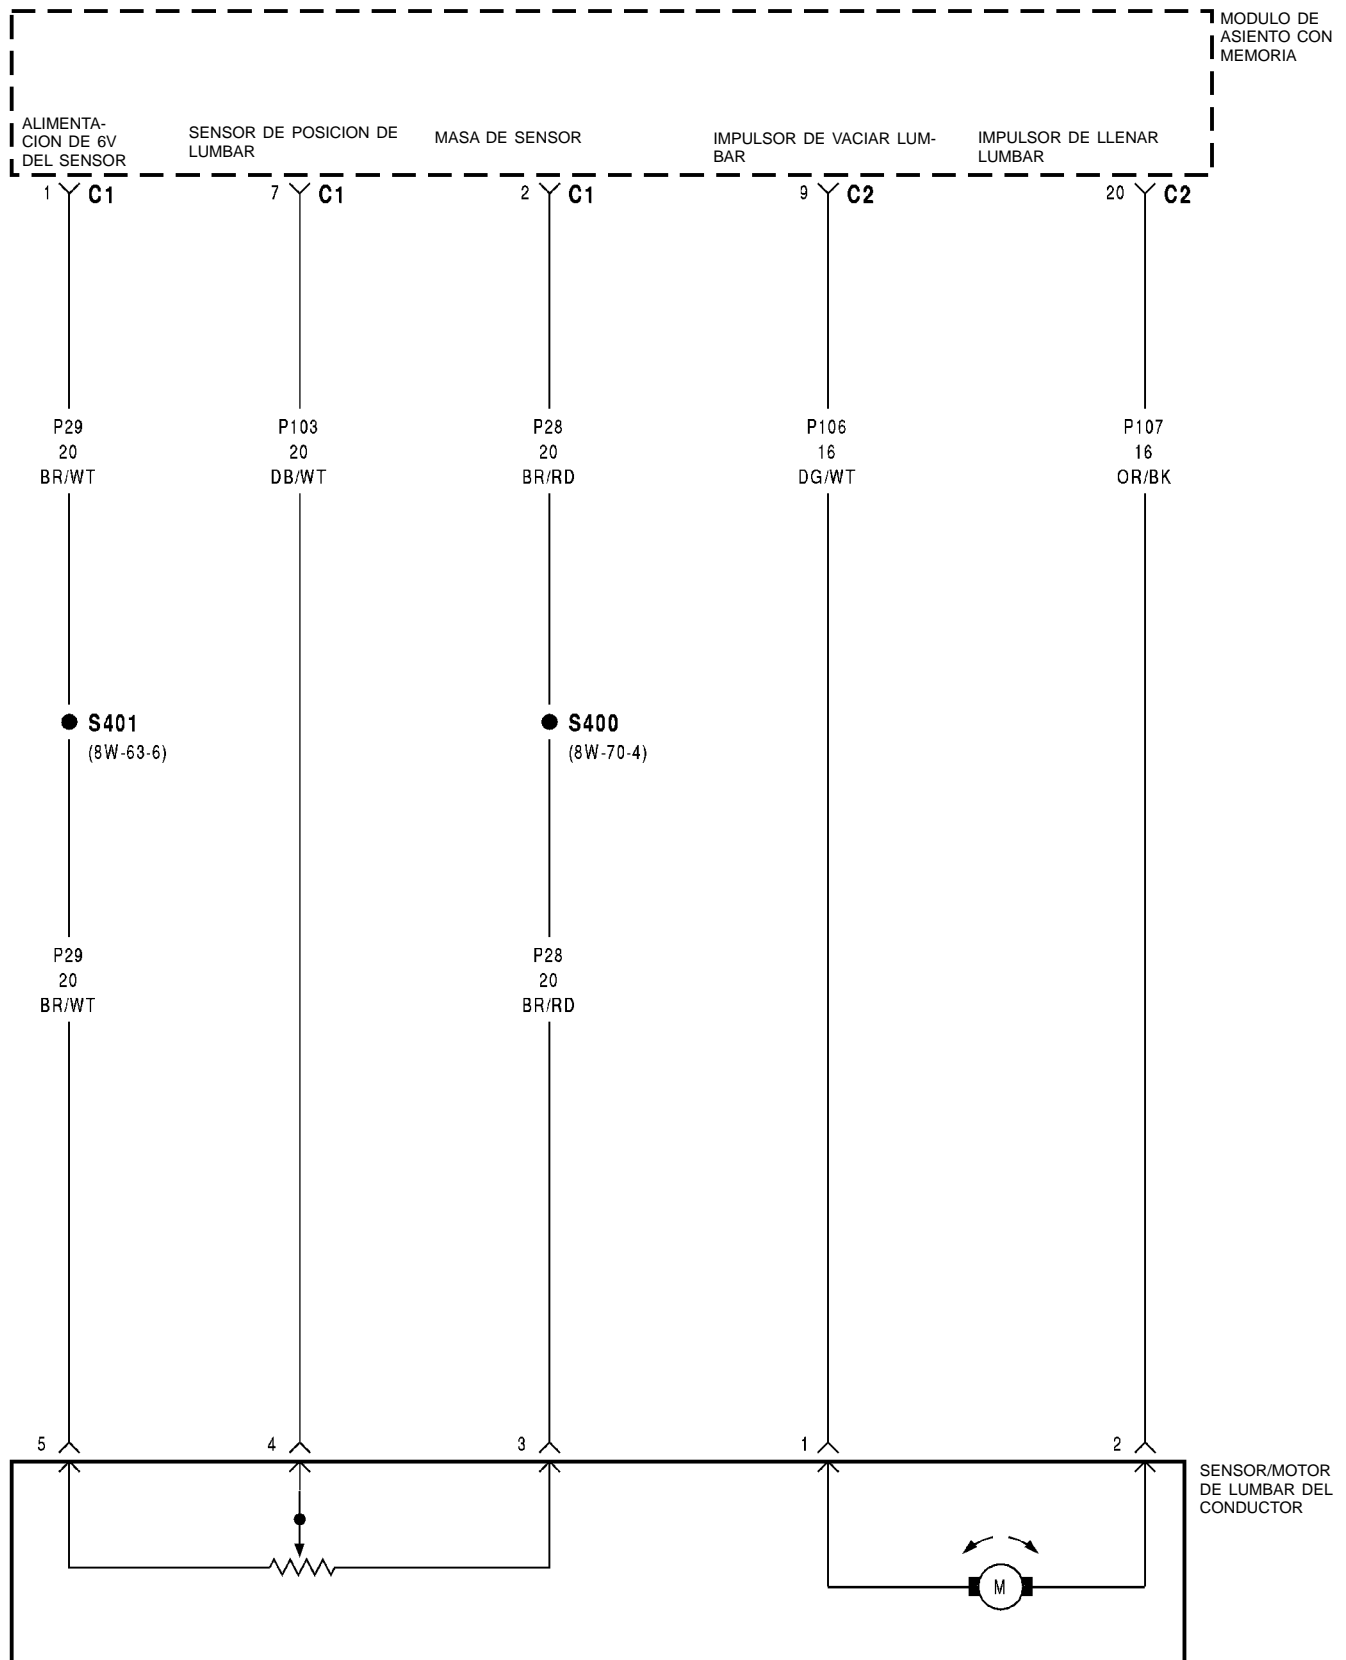 MODULO DE
ASIENTO CON
MEMORIA
ALIMENTA-
CION DE 6V
DEL SENSOR
SENSOR DE POSICION DE
LUMBAR
MASA DE SENSOR
IMPULSOR DE VACIAR LUM-
BAR
IMPULSOR DE LLENAR
LUMBAR
1 C1 7 C1 2 C1 9 C2 20 C2
P29 P103 P28 P106 P107
20 20 20 16 16
BR/WT DB/WT BR/RD DG/WT OR/BK
S401 S400
(8W-63-6) (8W-70-4)
P29 P28
20 20
BR/WT BR/RD
5 4 3 1 2
SENSOR/MOTOR
DE LUMBAR DEL
CONDUCTOR
M